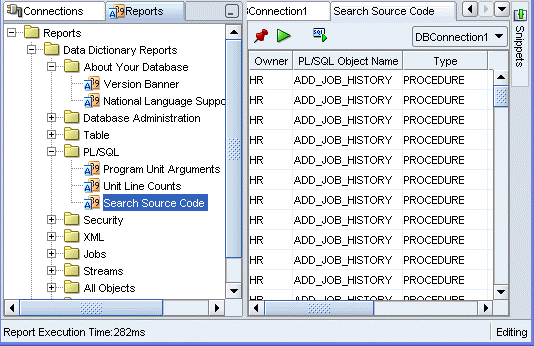 Connections Reports
Reports
Data Dictionary Reports
About Your Database
Version Banner
National Language Suppo
Database Administration
Table
PL/SQL
Program Unit Arguments
Unit Line Counts
Search Source Code
Security
XML
Jobs
Streams
All Objects
BConnection1 Search Source Code
DBConnection1
Owner PL/SQL Object Name Type
HR ADD_JOB_HISTORY PROCEDURE
HR ADD_JOB_HISTORY PROCEDURE
HR ADD_JOB_HISTORY PROCEDURE
HR ADD_JOB_HISTORY PROCEDURE
HR ADD_JOB_HISTORY PROCEDURE
HR ADD_JOB_HISTORY PROCEDURE
HR ADD_JOB_HISTORY PROCEDURE
HR ADD_JOB_HISTORY PROCEDURE
HR ADD_JOB_HISTORY PROCEDURE
HR ADD_JOB_HISTORY PROCEDURE
HR ADD_JOB_HISTORY PROCEDURE
HR ADD_JOB_HISTORY PROCEDURE
Snippets
Report Execution Time:282ms
Editing